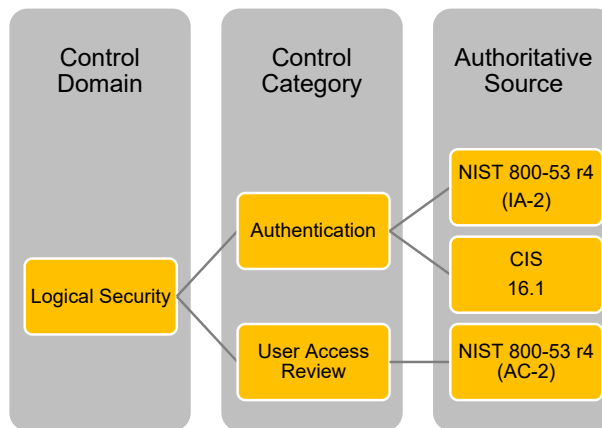 Control
Domain
Control
Category
Authoritative
Source
Logical Security
Authentication
User Access
Review
NIST 800-53 r4
(IA-2)
CIS
16.1
NIST 800-53 r4
(AC-2)